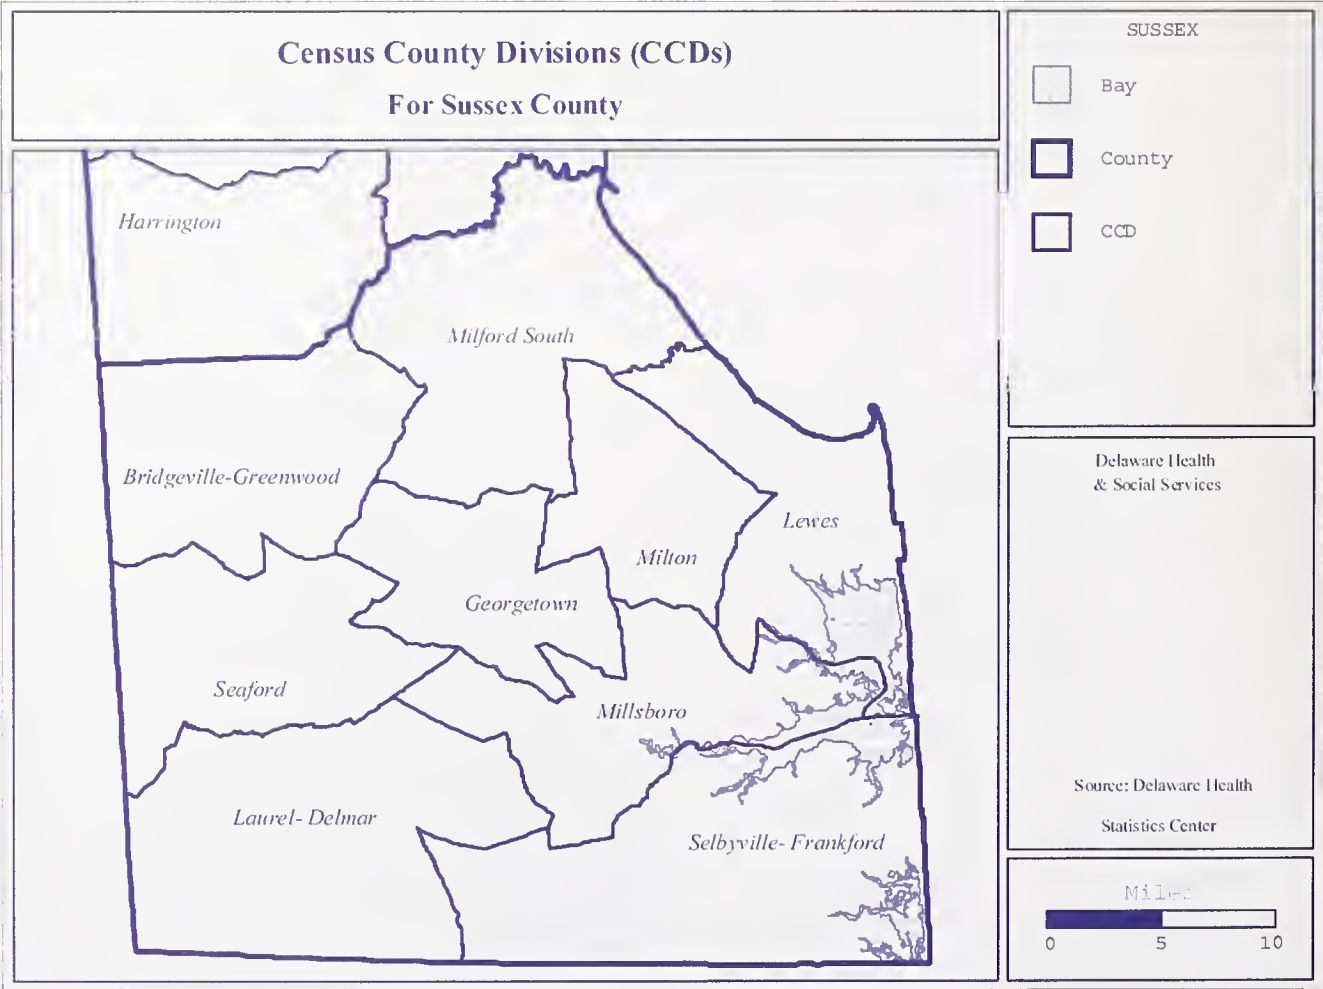 Census County Divisions (CCDs)
For Sussex County
SUSSEX
Bay
County
CCD
Harrington
Milford South
Bridgeville-Greenwood
Lewes
Milton
Georgetown
Seaford
Millsboro
Laurel- Delmar
Selbyville- Frankford
Delaware Health
& Social Services
Source: Delaware Health
Statistics Center
Miles
0 5 10